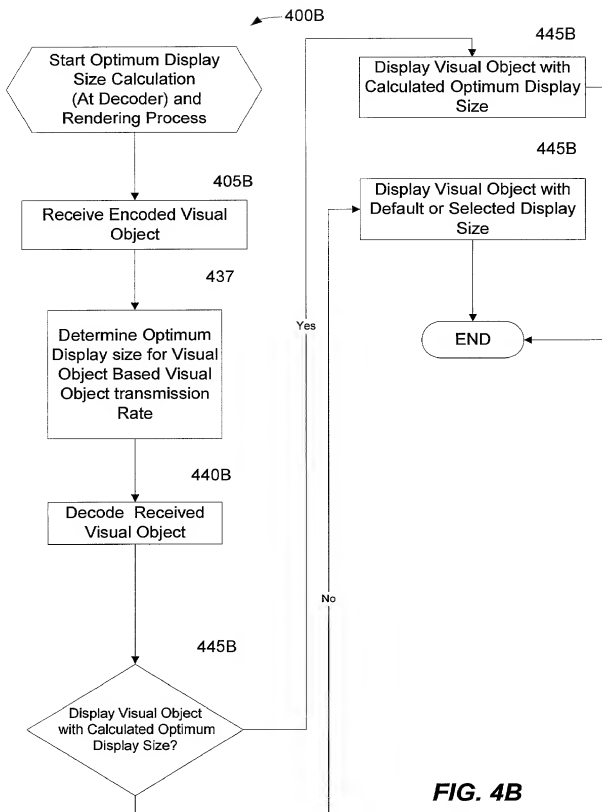 400B
Start Optimum Display
Size Calculation
(At Decoder) and
Rendering Process
405B
Receive Encoded Visual
Object
437
Determine Optimum
Display size for Visual
Object Based Visual
Object transmission
Rate
440B
Decode Received
Visual Object
445B
Display Visual Object
with Calculated Optimum
Display Size?
Yes
No
445B
Display Visual Object with
Calculated Optimum Display
Size
445B
Display Visual Object with
Default or Selected Display
Size
END
FIG. 4B